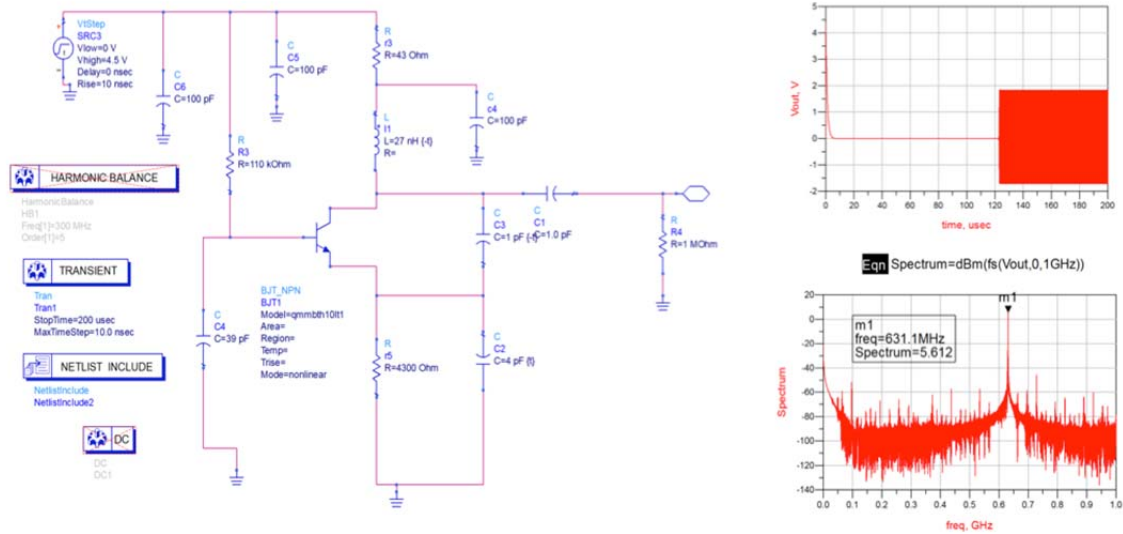 VtStep
SRC3
Vlow=0 V
Vhigh=4.5 V
Delay=0 nsec
Rise=10 nsec
C
C6
C=100 pF
C
C5
C=100 pF
R
r3
R=43 Ohm
C
c4
C=100 pF
L
l1
L=27 nH {-t}
R=
R
R3
R=110 kOhm
HARMONIC BALANCE
HarmonicBalance
HB1
Freq[1]=300 MHz
Order[1]=5
TRANSIENT
Tran
Tran1
StopTime=200 usec
MaxTimeStep=10.0 nsec
NETLIST INCLUDE
NetlistInclude
NetlistInclude2
DC
DC
DC1
C
C4
C=39 pF
BJT_NPN
BJT1
Model=qmmbth10lt1
Area=
Region=
Temp=
Trise=
Mode=nonlinear
C
C3
C=1 pF {-t}
C
C1
C=1.0 pF
R
R4
R=1 MOhm
R
r5
R=4300 Ohm
C
C2
C=4 pF {t}
Vout, V
5
4
3
2
1
0
-1
-2
0 20 40 60 80 100 120 140 160 180 200
time, usec
Eqn Spectrum=dBm(fs(Vout,0,1GHz))
m1
m1
freq=631.1MHz
Spectrum=5.612
Spectrum
20
0
-20
-40
-60
-80
-100
-120
-140
0.0 0.1 0.2 0.3 0.4 0.5 0.6 0.7 0.8 0.9 1.0
freq, GHz